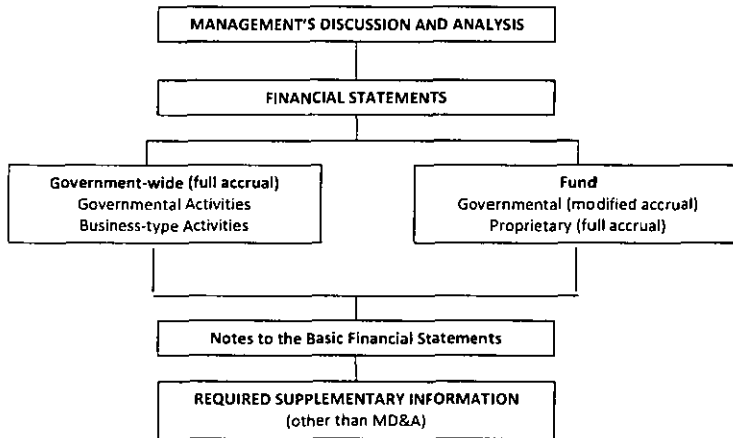 MANAGEMENT'S DISCUSSION AND ANALYSIS
FINANCIAL STATEMENTS
Government-wide (full accrual)
Governmental Activities
Business-type Activities
Fund
Governmental (modified accrual)
Proprietary (full accrual)
Notes to the Basic Financial Statements
REQUIRED SUPPLEMENTARY INFORMATION
(other than MD&A)